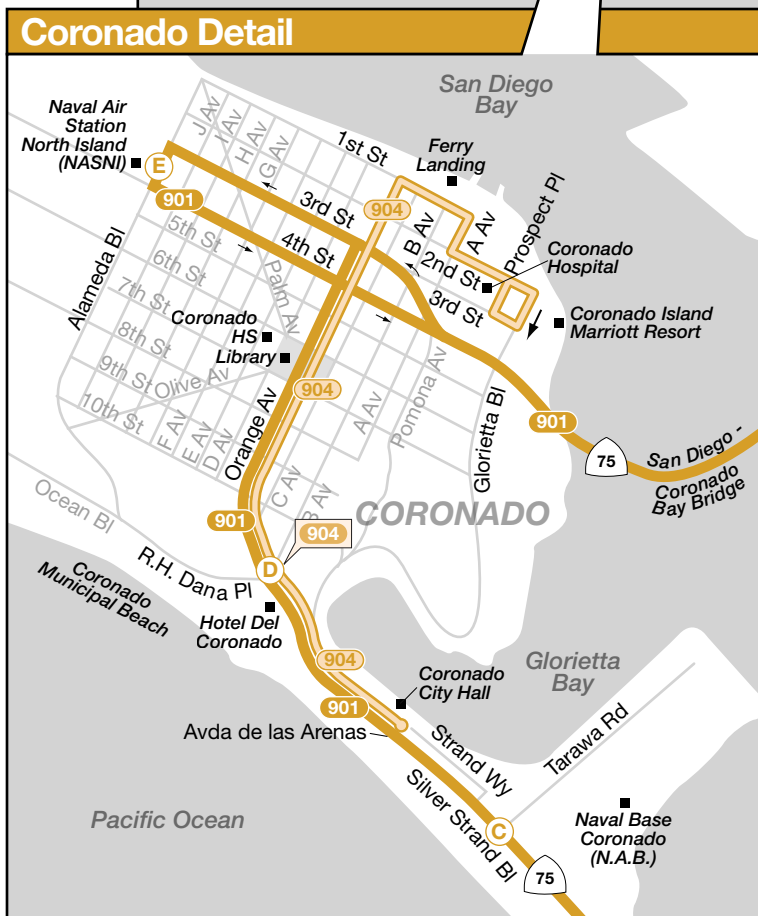 Coronado Detail
San Diego
Bay
Naval Air
Station
North Island
(NASNI)
E
901
J Av
I Av
H Av
G Av
1st St
Ferry
Landing
904
3rd St
4th St
B Av
A Av
Prospect Pl
2nd St
3rd St
Coronado
Hospital
Coronado Island
Marriott Resort
Alameda Bl
5th St
6th St
7th St
8th St
9th St
10th St
Palm Av
Olive Av
Coronado
HS
Library
904
F Av
E Av
D Av
Orange Av
A Av
Pomona Av
Glorietta Bl
901
75
San Diego -
Coronado
Bay Bridge
C Av
B Av
CORONADO
Ocean Bl
901
904
D
R.H. Dana Pl
Coronado
Municipal Beach
Hotel Del
Coronado
904
901
Coronado
City Hall
Glorietta
Bay
Avda de las Arenas
Strand Wy
Tarawa Rd
Silver Strand Bl
C
Naval Base
Coronado
(N.A.B.)
Pacific Ocean
75